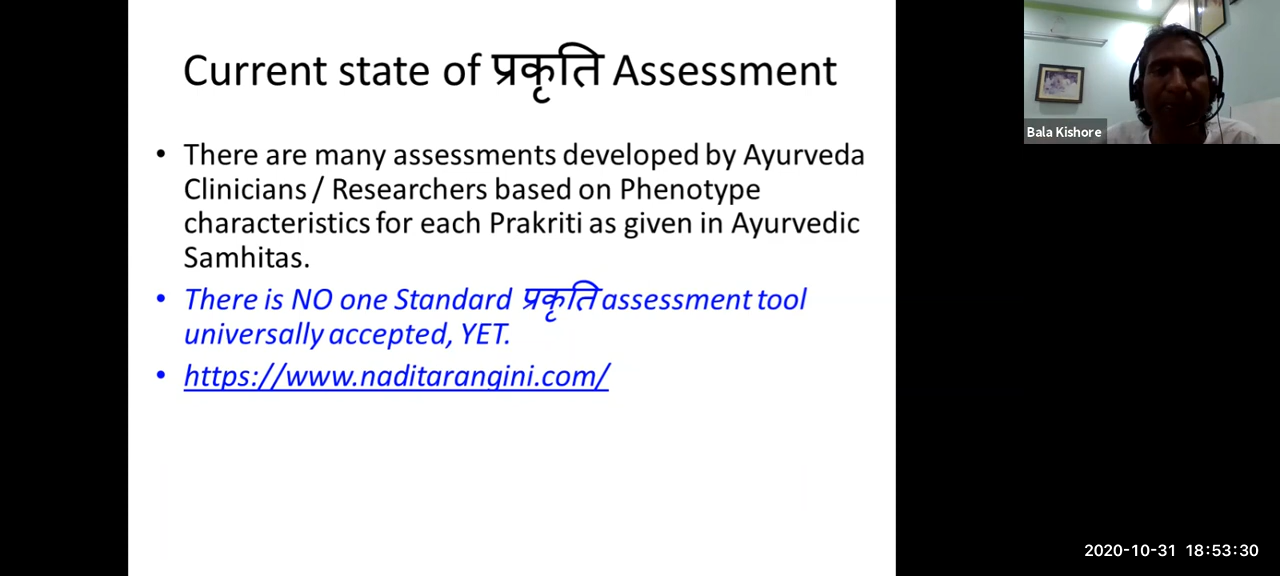 Current state of प्रकृति Assessment
• There are many assessments developed by Ayurveda
Clinicians / Researchers based on Phenotype
characteristics for each Prakriti as given in Ayurvedic
Samhitas.
• There is NO one Standard प्रकृति assessment tool
universally accepted, YET.
• https://www.naditarangini.com/
Bala Kishore
2020-10-31 18:53:30